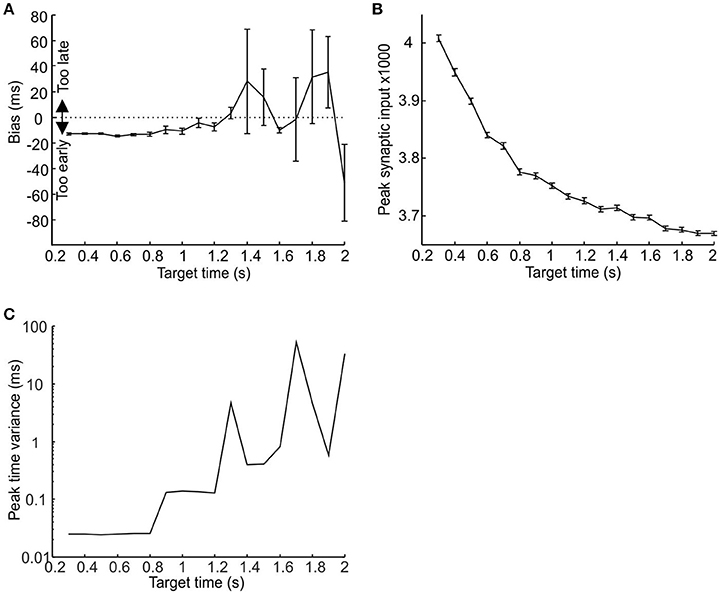 A
80
60
40
20
0
-20
-40
-60
-80
Bias (ms)
Too late
Too early
0.2 0.4 0.6 0.8 1 1.2 1.4 1.6 1.8 2
Target time (s)
B
4
3.9
3.8
3.7
Peak synaptic input x1000
0.2 0.4 0.6 0.8 1 1.2 1.4 1.6 1.8 2
Target time (s)
C
100
10
1
0.1
0.01
Peak time variance (ms)
0.2 0.4 0.6 0.8 1 1.2 1.4 1.6 1.8 2
Target time (s)